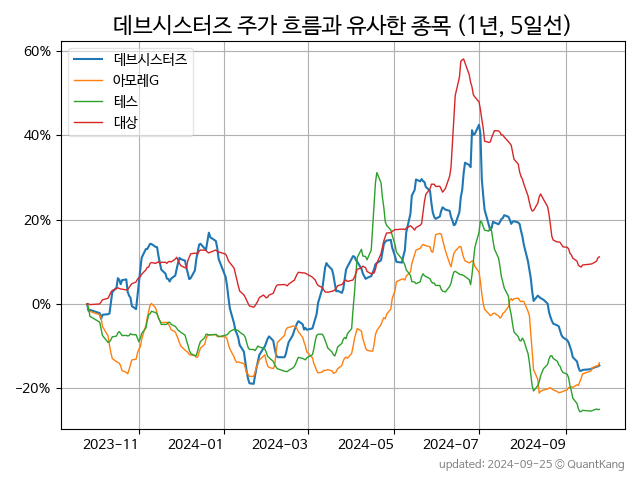 데브시스터즈 주가 흐름과 유사한 종목 (1년, 5일선)
데브시스터즈
아모레G
테스
대상
60%
40%
20%
0%
−20%
2023-11
2024-01
2024-03
2024-05
2024-07
2024-09
updated: 2024-09-25 © QuantKang